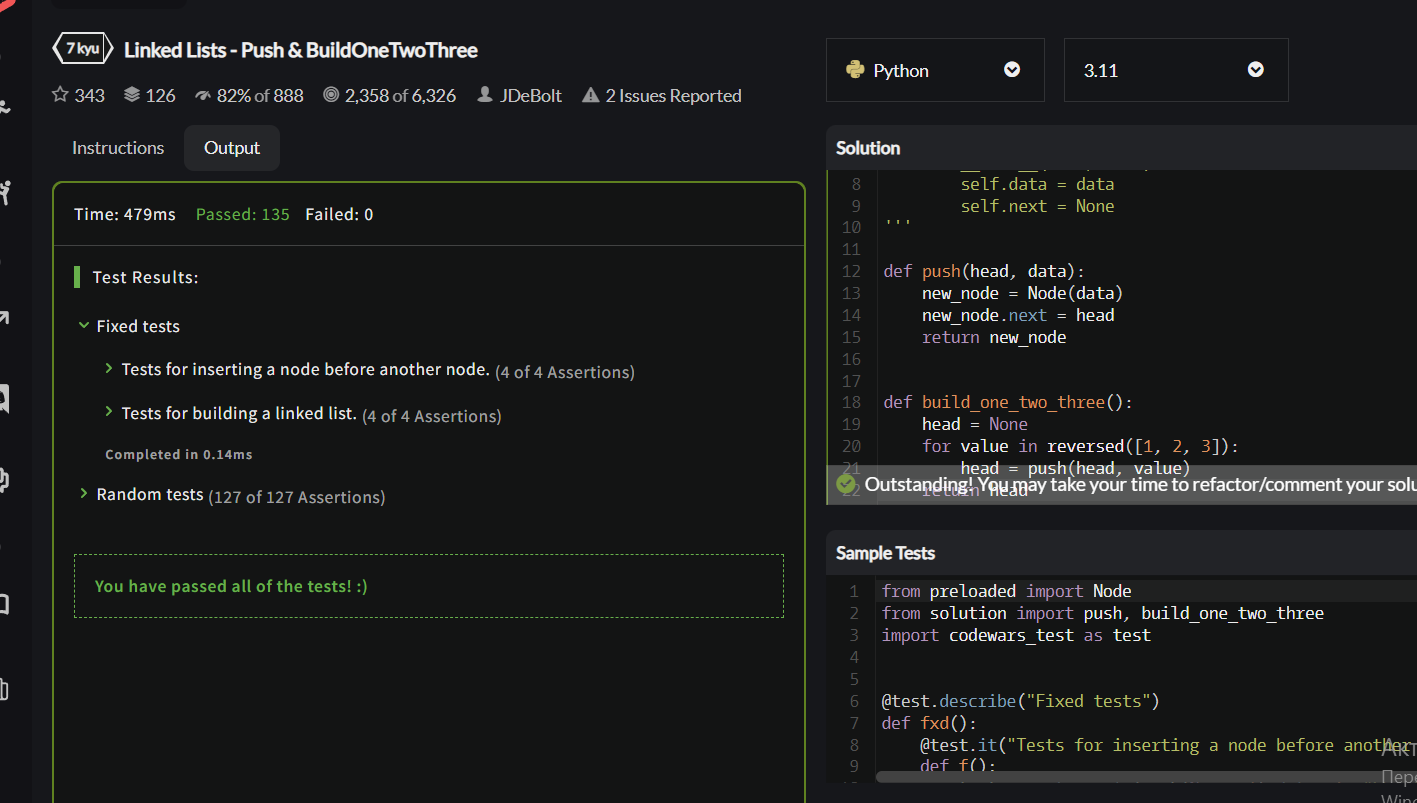 7 kyu Linked Lists - Push & BuildOneTwoThree
343 126 82% of 888 2,358 of 6,326 JDeBolt 2 Issues Reported
Python 3.11
Instructions Output
Time: 479ms Passed: 135 Failed: 0
Test Results:
Fixed tests
Tests for inserting a node before another node. (4 of 4 Assertions)
Tests for building a linked list. (4 of 4 Assertions)
Completed in 0.14ms
Random tests (127 of 127 Assertions)
You have passed all of the tests! :)
Solution
8 self.data = data
9 self.next = None
10 '''
11
12 def push(head, data):
13 new_node = Node(data)
14 new_node.next = head
15 return new_node
16
17
18 def build_one_two_three():
19 head = None
20 for value in reversed([1, 2, 3]):
21 head = push(head, value)
22 return head
Outstanding! You may take your time to refactor/comment your solu
Sample Tests
1 from preloaded import Node
2 from solution import push, build_one_two_three
3 import codewars_test as test
4
5
6 @test.describe("Fixed tests")
7 def fxd():
8 @test.it("Tests for inserting a node before another
9 def f():
Акт
Пере
Wind